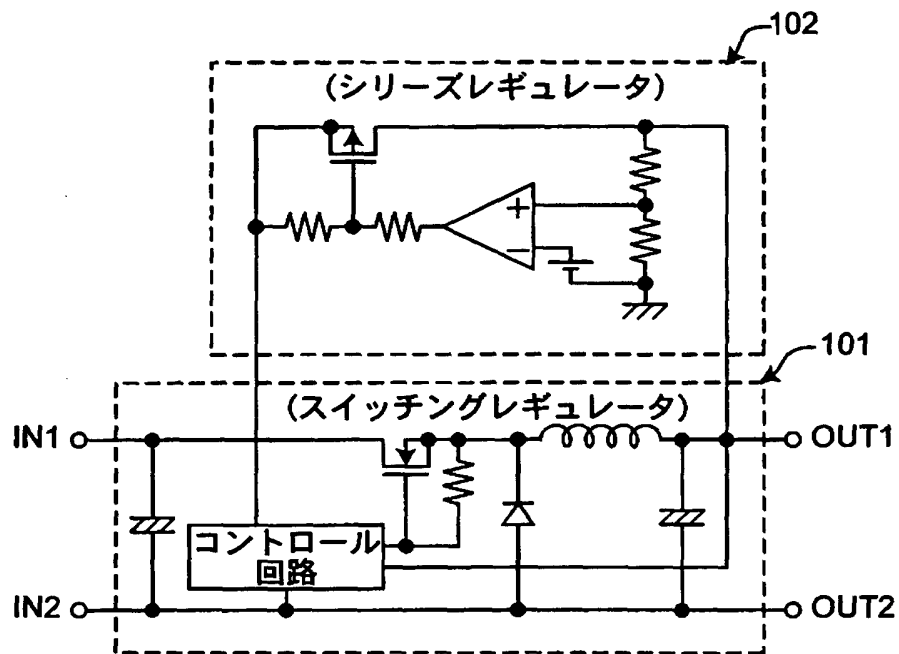 102
(シリーズレギュレータ)
+
−
101
(スイッチングレギュレータ)
IN1
OUT1
コントロール
回路
IN2
OUT2